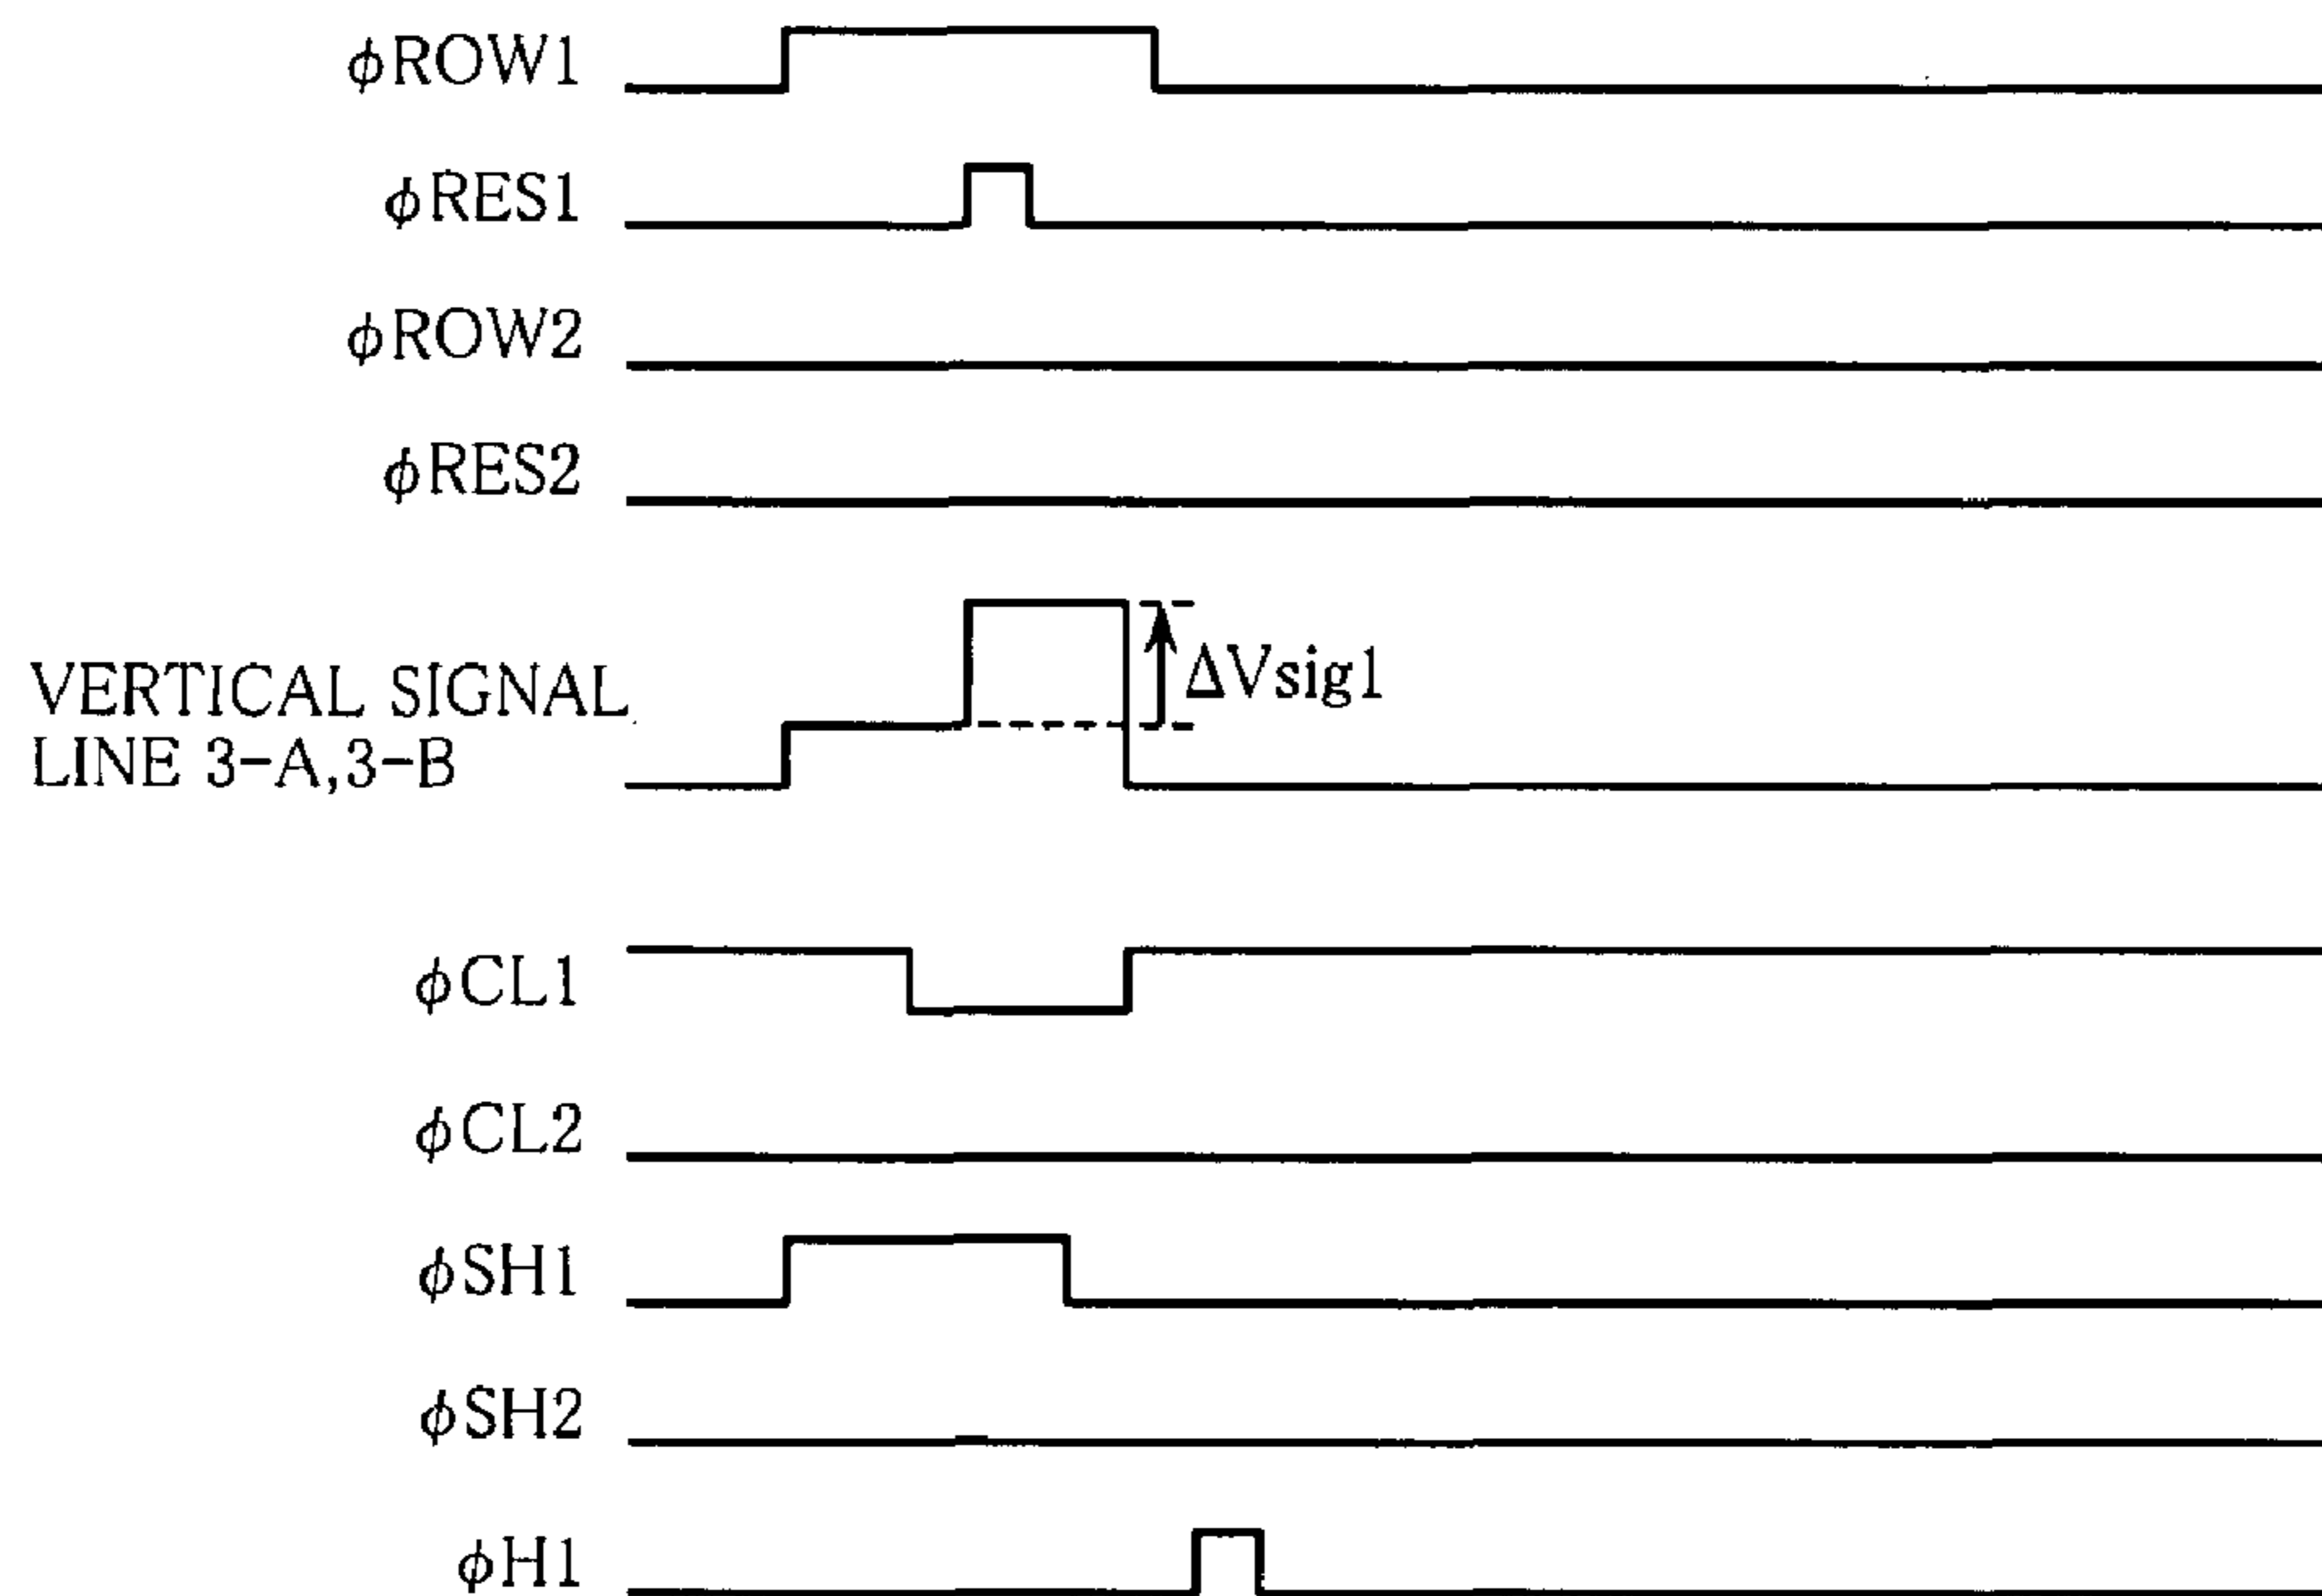 ϕROW1
ϕRES1
ϕROW2
ϕRES2
ΔVsig1
VERTICAL SIGNAL
LINE 3-A,3-B
ϕCL1
ϕCL2
ϕSH1
ϕSH2
ϕH1